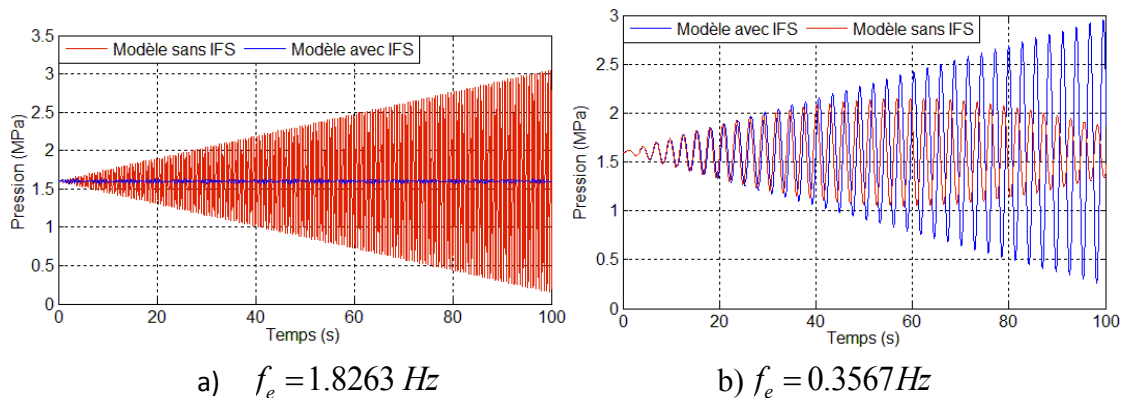 3.5
Modèle sans IFS
Modèle avec IFS
3
2.5
2
1.5
1
0.5
0
Pression (MPa)
0 20 40 60 80 100
Temps (s)
a) f_e = 1.8263 Hz
3
Modèle avec IFS
Modèle sans IFS
2.5
2
1.5
1
0.5
0
Pression (MPa)
0 20 40 60 80 100
Temps (s)
b) f_e = 0.3567 Hz